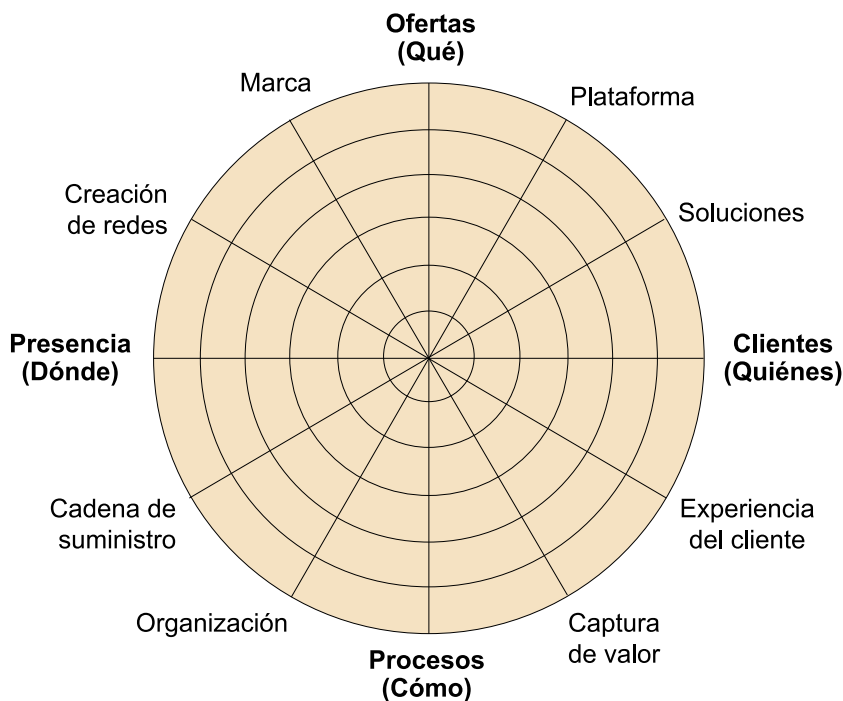 Ofertas
(Qué)
Marca
Plataforma
Creación
de redes
Soluciones
Presencia
(Dónde)
Clientes
(Quiénes)
Cadena de
suministro
Experiencia
del cliente
Organización
Captura
de valor
Procesos
(Cómo)